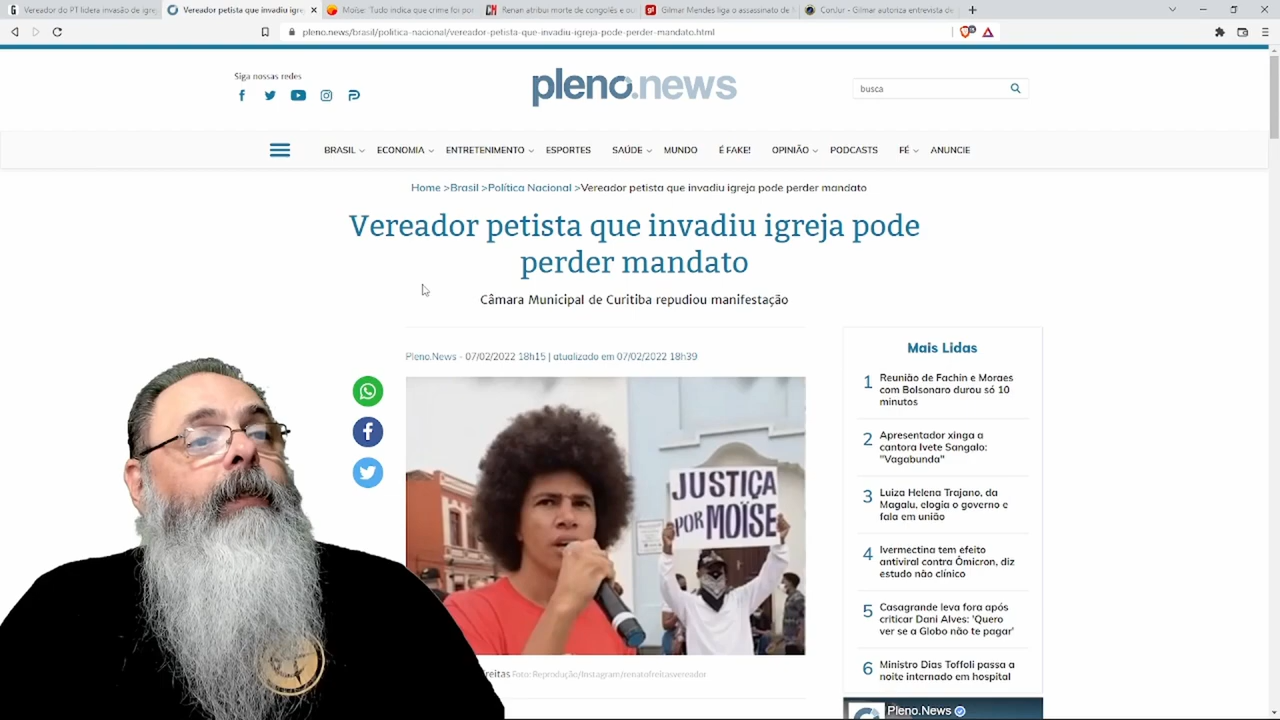 Vereador do PT lidera invasão de igrej
Vereador petista que invadiu igre
Moïse: Tudo indica que crime foi por
Renan atribui morte de congolês e out
Gilmar Mendes liga o assassinato de
ConJur - Gilmar autoriza entrevista de
pleno.news/brasil/politica-nacional/vereador-petista-que-invadiu-igreja-pode-perder-mandato.html
Siga nossas redes
pleno.news
busca
BRASIL ECONOMIA ENTRETENIMENTO ESPORTES SAÚDE MUNDO É FAKE! OPINIÃO PODCASTS FÉ ANUNCIE
Home >Brasil >Política Nacional >Vereador petista que invadiu igreja pode perder mandato
Vereador petista que invadiu igreja pode
perder mandato
Câmara Municipal de Curitiba repudiou manifestação
Pleno.News - 07/02/2022 18h15 | atualizado em 07/02/2022 18h39
JUSTIÇA
POR MOÏSE
reitas Foto: Reprodução/Instagram/renatofreitasvereador
Mais Lidas
1 Reunião de Fachin e Moraes
com Bolsonaro durou só 10
minutos
2 Apresentador xinga a
cantora Ivete Sangalo:
"Vagabunda"
3 Luiza Helena Trajano, da
Magalu, elogia o governo e
fala em união
4 Ivermectina tem efeito
antiviral contra Ômicron, diz
estudo não clínico
5 Casagrande leva fora após
criticar Dani Alves: 'Quero
ver se a Globo não te pagar'
6 Ministro Dias Toffoli passa a
noite internado em hospital
Pleno.News